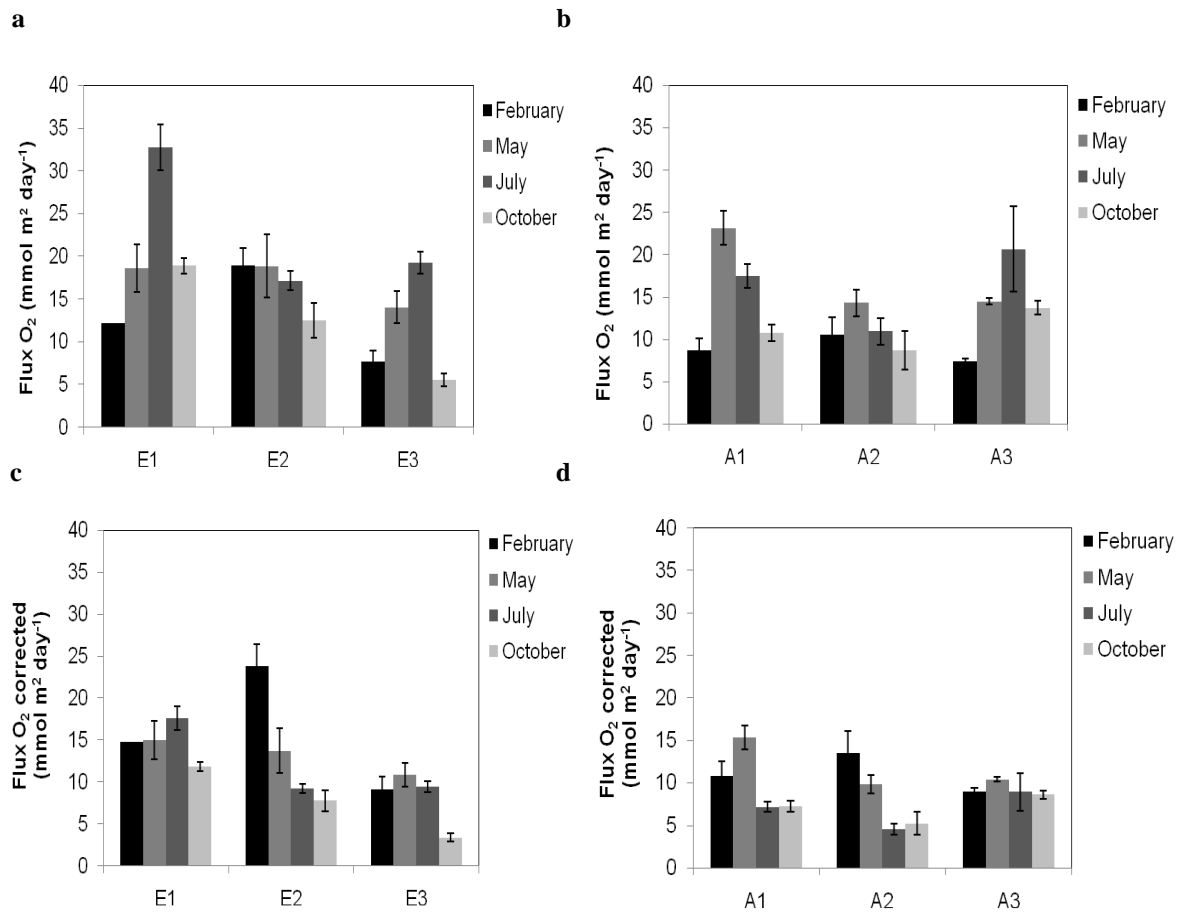 a
b
Flux O₂ (mmol m² day⁻¹)
40
35
30
25
20
15
10
5
0
E1
E2
E3
February
May
July
October
Flux O₂ (mmol m² day⁻¹)
40
35
30
25
20
15
10
5
0
A1
A2
A3
February
May
July
October
c
d
Flux O₂ corrected
(mmol m² day⁻¹)
40
35
30
25
20
15
10
5
0
E1
E2
E3
February
May
July
October
Flux O₂ corrected
(mmol m² day⁻¹)
40
35
30
25
20
15
10
5
0
A1
A2
A3
February
May
July
October